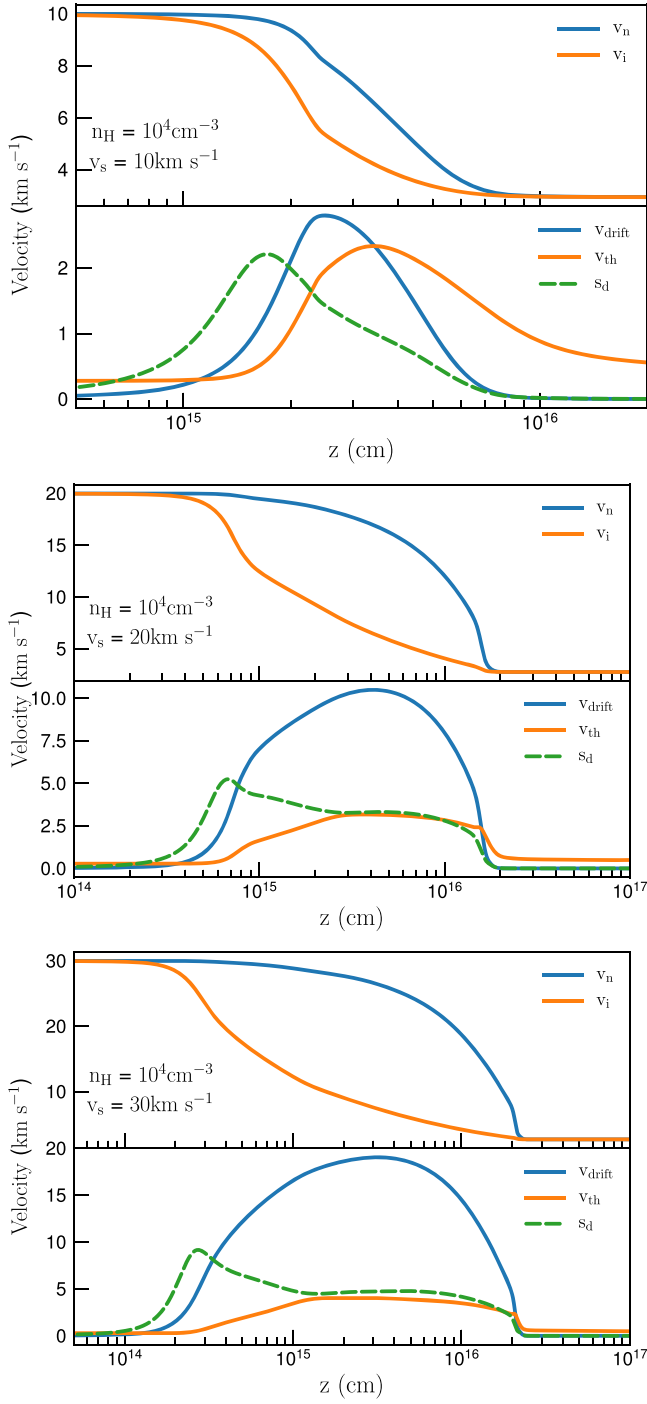 10
8
6
4
v_n
v_i
n_H = 10^4cm^-3
v_s = 10km s^-1
Velocity (km s^-1)
2
1
0
v_drift
v_th
s_d
10^15
10^16
z (cm)
20
15
10
5
v_n
v_i
n_H = 10^4cm^-3
v_s = 20km s^-1
Velocity (km s^-1)
10.0
7.5
5.0
2.5
0.0
v_drift
v_th
s_d
10^14
10^15
10^16
10^17
z (cm)
30
20
10
v_n
v_i
n_H = 10^4cm^-3
v_s = 30km s^-1
Velocity (km s^-1)
20
15
10
5
0
v_drift
v_th
s_d
10^14
10^15
10^16
10^17
z (cm)